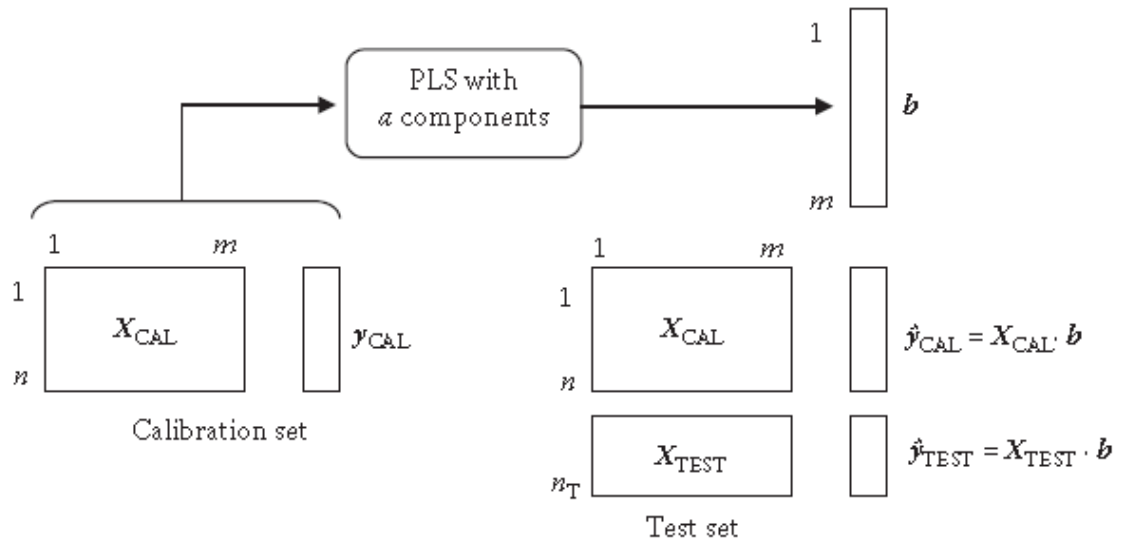 PLS with
a components
1
b
m
1 m
1
X_CAL
y_CAL
n
Calibration set
1 m
1
X_CAL
ŷ_CAL = X_CAL · b
n
X_TEST
ŷ_TEST = X_TEST · b
n_T
Test set